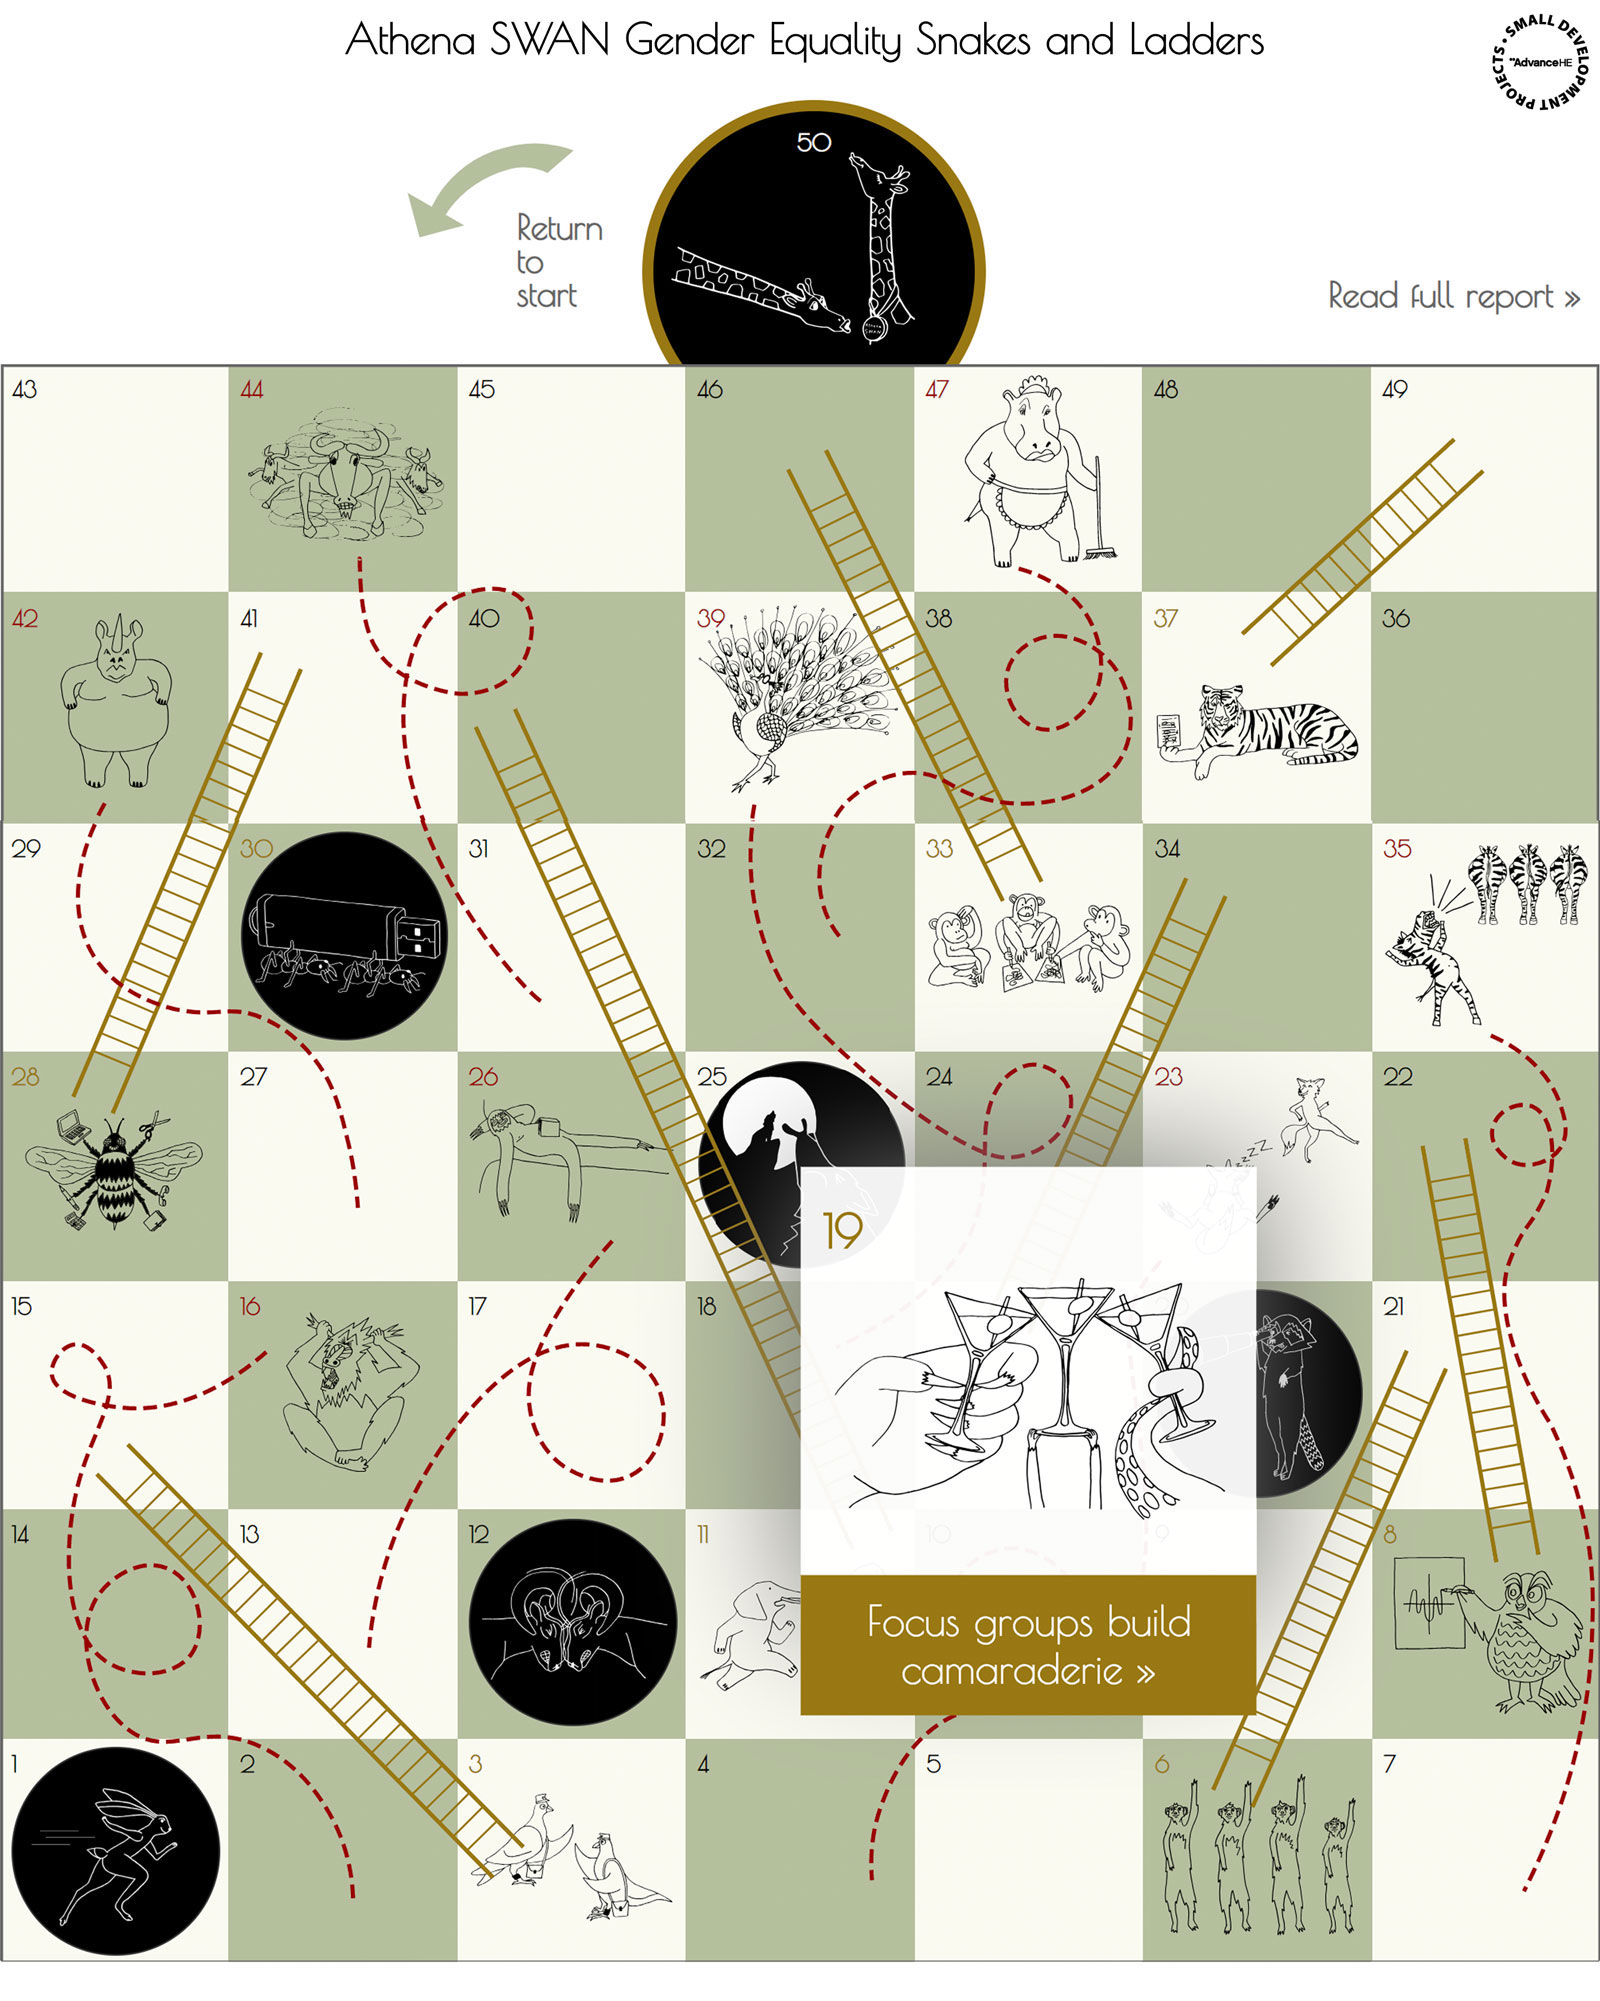 Athena SWAN Gender Equality Snakes and Ladders
SMALL DEVELOPMENT PROJECTS
AdvanceHE
50
Return
to
start
Read full report »
43 44 45 46 47 48 49
42 41 40 39 38 37 36
29 30 31 32 33 34 35
28 27 26 25 24 23 22
zzzZZ
15 16 17 18 21
19
14 13 12 11 10 9 8
Focus groups build
camaraderie »
1 2 3 4 5 6 7